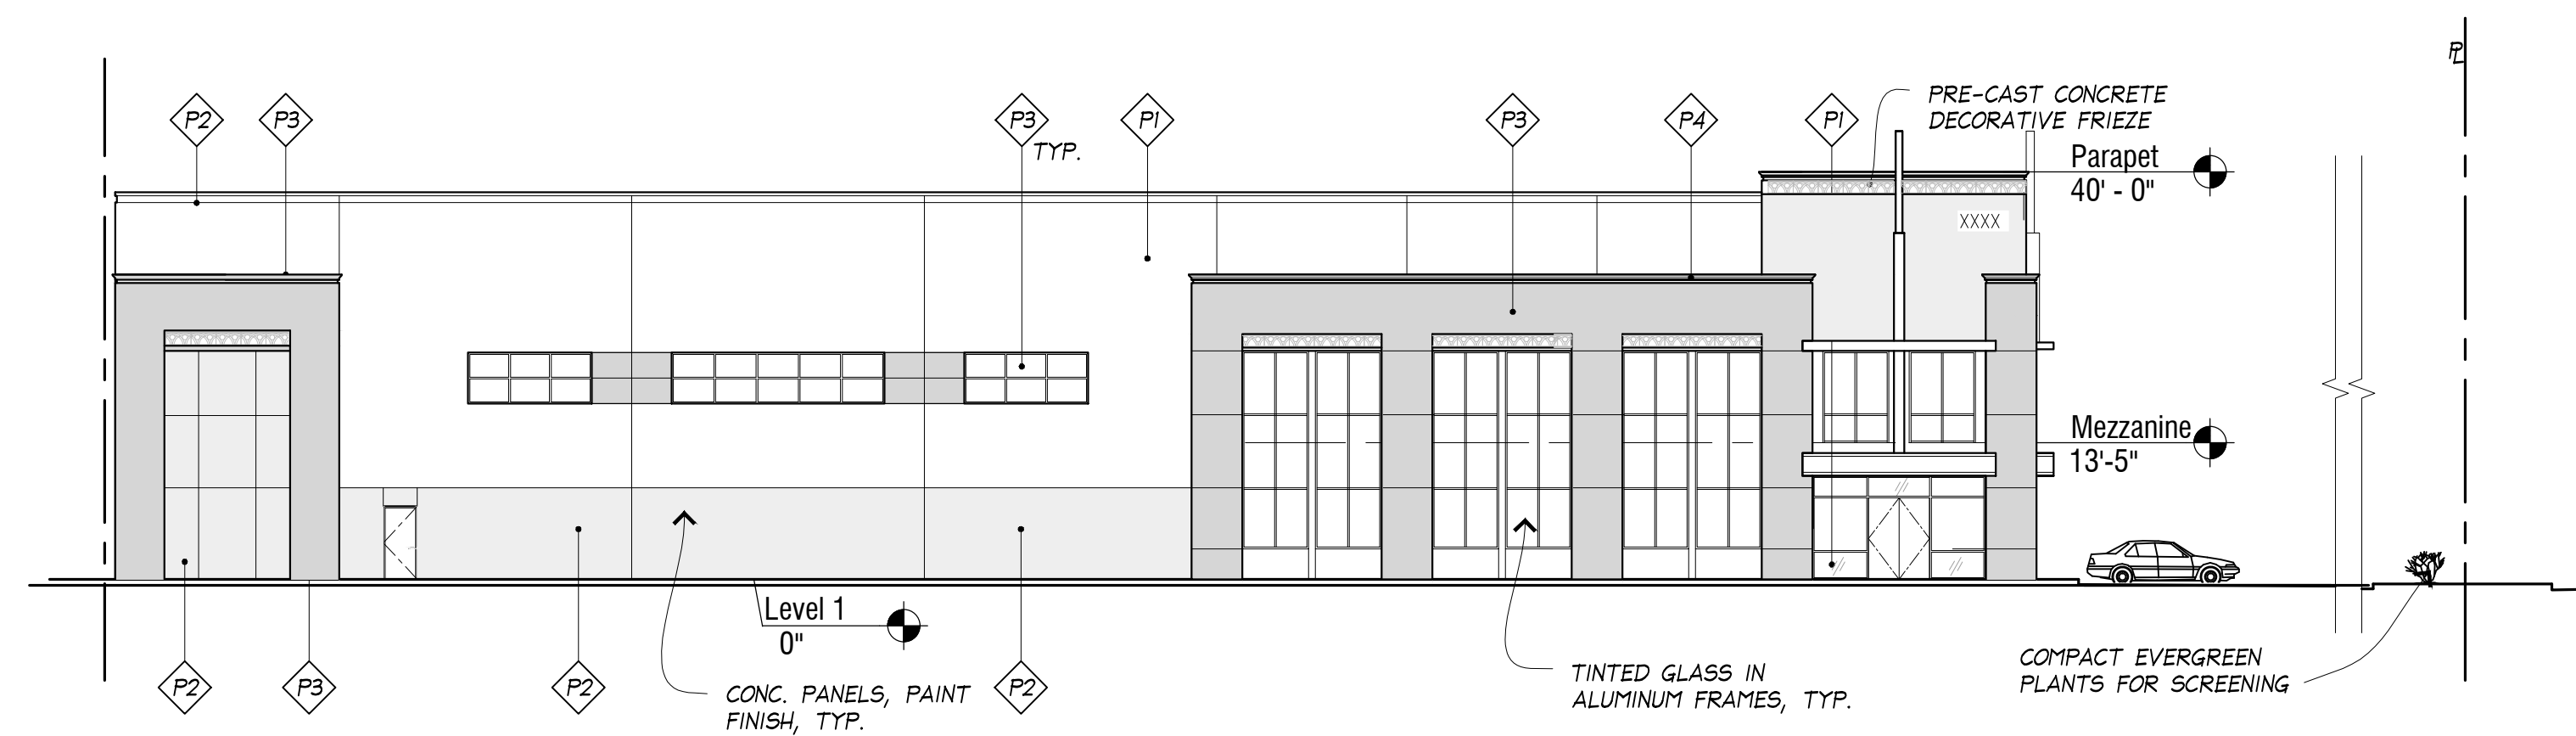 PL
P2
P3
P3
TYP.
P1
P3
P4
P1
PRE-CAST CONCRETE
DECORATIVE FRIEZE
Parapet
40' - 0"
XXXX
Mezzanine
13'-5"
Level 1
0"
P2
P3
P2
P2
CONC. PANELS, PAINT
FINISH, TYP.
TINTED GLASS IN
ALUMINUM FRAMES, TYP.
COMPACT EVERGREEN
PLANTS FOR SCREENING